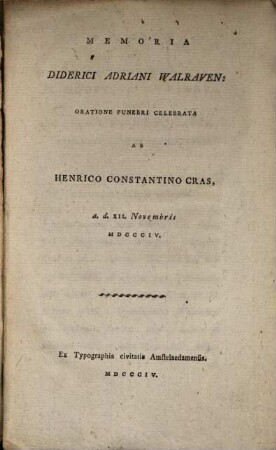 MEMORIA
DIDERICI ADRIANI WALRAVEN:
ORATIONE FUNEBRI CELEBRATA
AB
HENRICO CONSTANTINO CRAS,
a. d. XII. Novembris
MDCCCIV.
Ex Typographia civitatis Amstelaedamensis.
MDCCCIV.